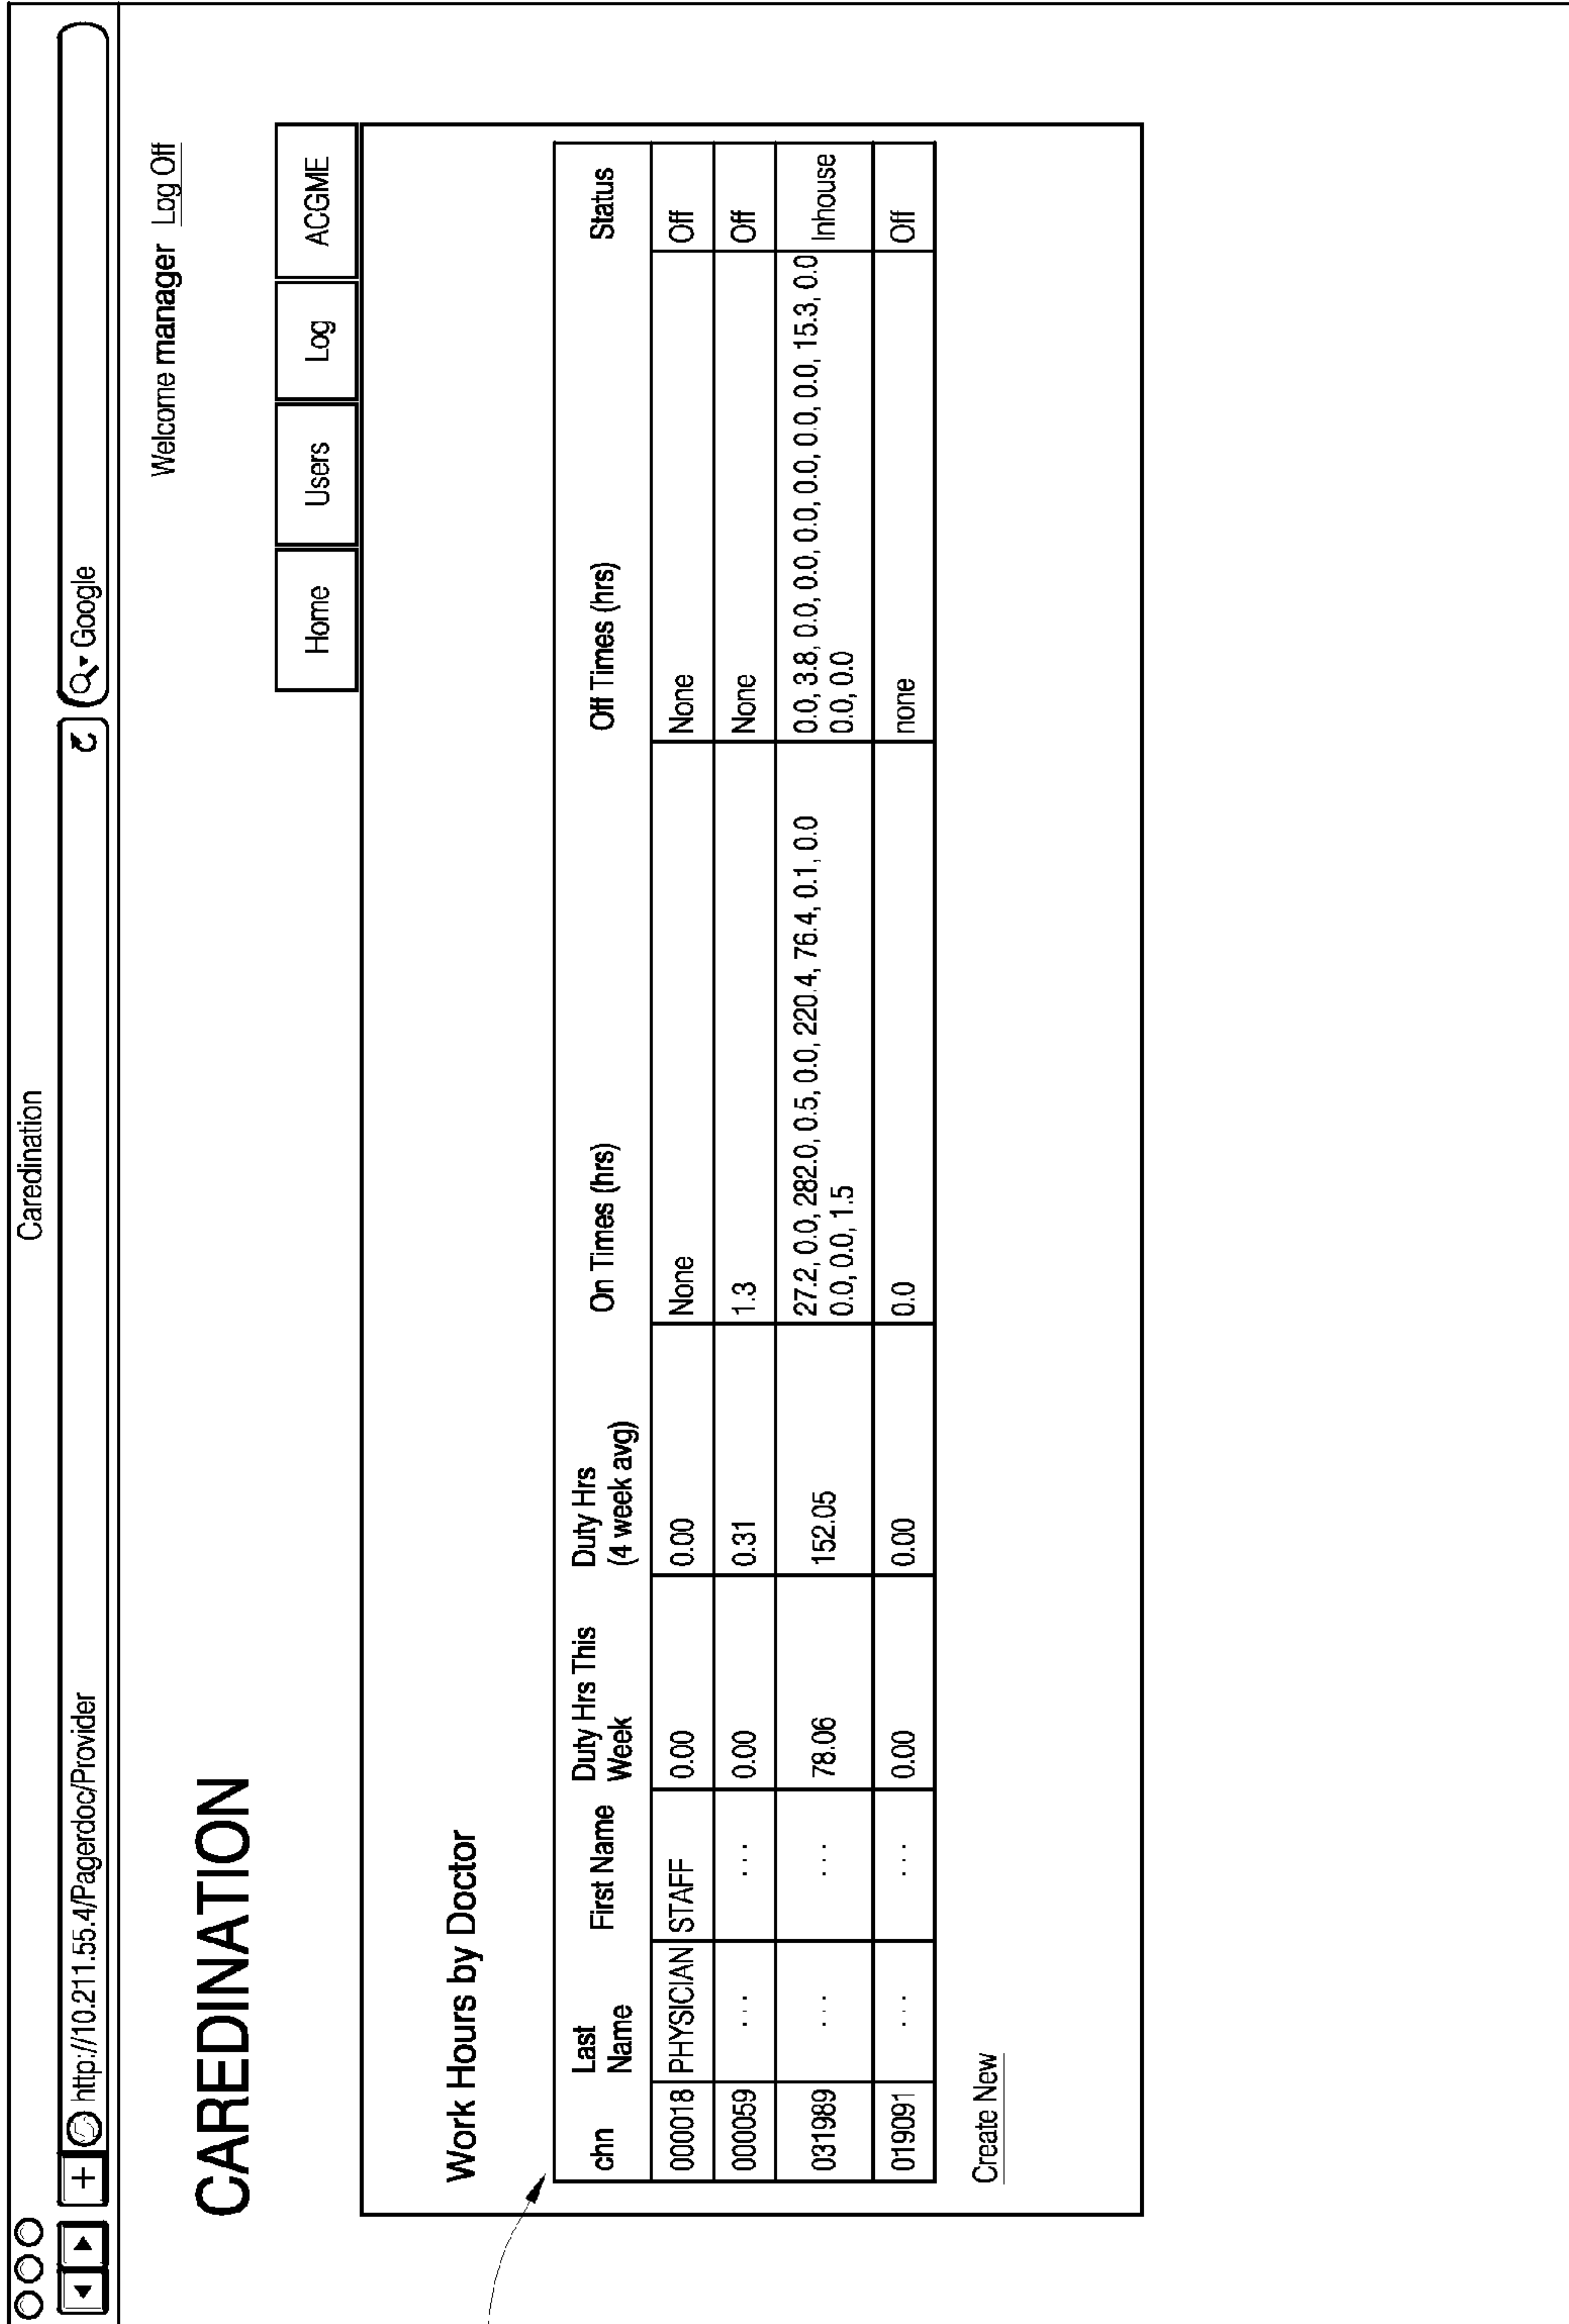 Caredination
+ http://10.211.55.4/Pagerdoc/Provider Google
Welcome manager Log Off
CAREDINATION
Home Users Log ACGME
Work Hours by Doctor
chn Last Name First Name Duty Hrs This Week Duty Hrs (4 week avg) On Times (hrs) Off Times (hrs) Status
000018 PHYSICIAN STAFF 0.00 0.00 None None Off
000059 ... ... 0.00 0.31 1.3 None Off
031989 ... ... 78.06 152.05 27.2, 0.0, 282.0, 0.5, 0.0, 220.4, 76.4, 0.1, 0.0 0.0, 3.8, 0.0, 0.0, 0.0, 0.0, 0.0, 0.0, 0.0, 15.3, 0.0 Inhouse
0.0, 0.0, 1.5 0.0, 0.0
019091 ... ... 0.00 0.00 0.0 none Off
Create New